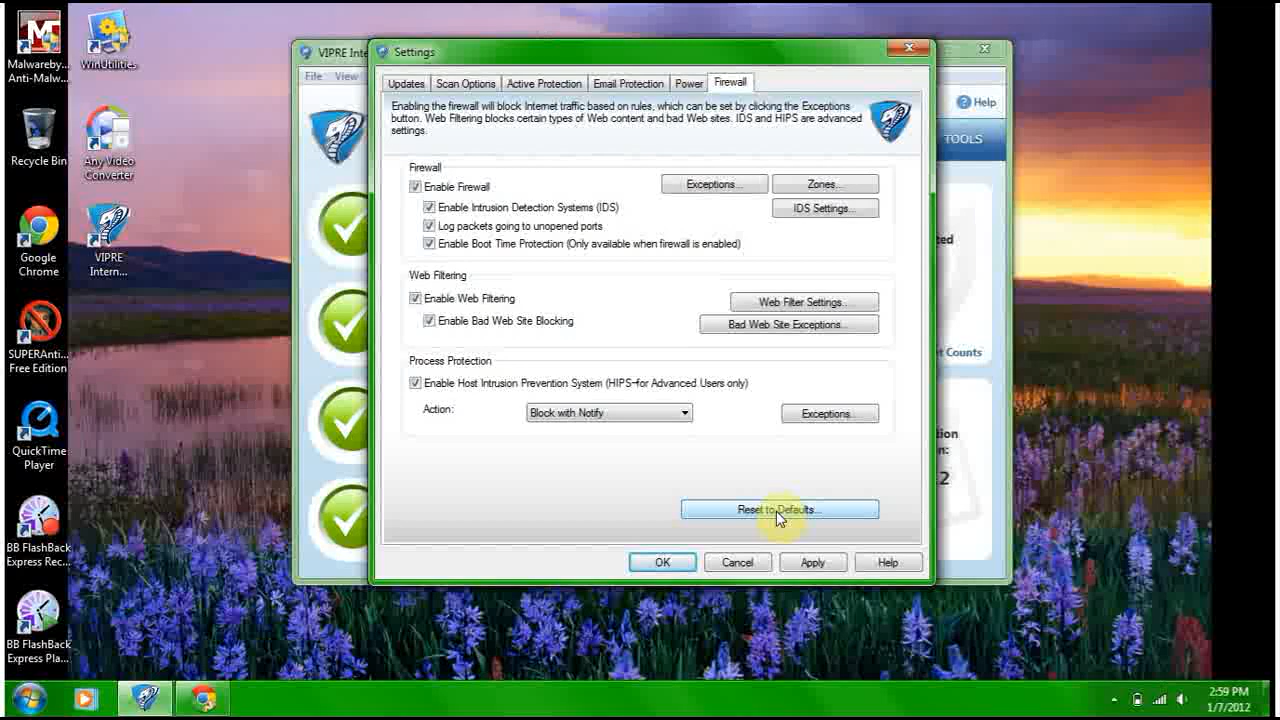 Malwareby...
Anti-Malw...
WinUtilities
Recycle Bin
Any Video
Converter
Google
Chrome
VIPRE
Intern...
SUPERAnti...
Free Edition
QuickTime
Player
BB FlashBack
Express Rec...
BB FlashBack
Express Pla...
VIPRE Inte
File View
Help
TOOLS
ted
t Counts
tion
n:
.2
Settings
Updates
Scan Options
Active Protection
Email Protection
Power
Firewall
Enabling the firewall will block Internet traffic based on rules, which can be set by clicking the Exceptions
button. Web Filtering blocks certain types of Web content and bad Web sites. IDS and HIPS are advanced
settings.
Firewall
Enable Firewall
Exceptions...
Zones...
Enable Intrusion Detection Systems (IDS)
IDS Settings...
Log packets going to unopened ports
Enable Boot Time Protection (Only available when firewall is enabled)
Web Filtering
Enable Web Filtering
Web Filter Settings...
Enable Bad Web Site Blocking
Bad Web Site Exceptions...
Process Protection
Enable Host Intrusion Prevention System (HIPS-for Advanced Users only)
Action:
Block with Notify
Exceptions...
Reset to Defaults...
OK
Cancel
Apply
Help
2:59 PM
1/7/2012